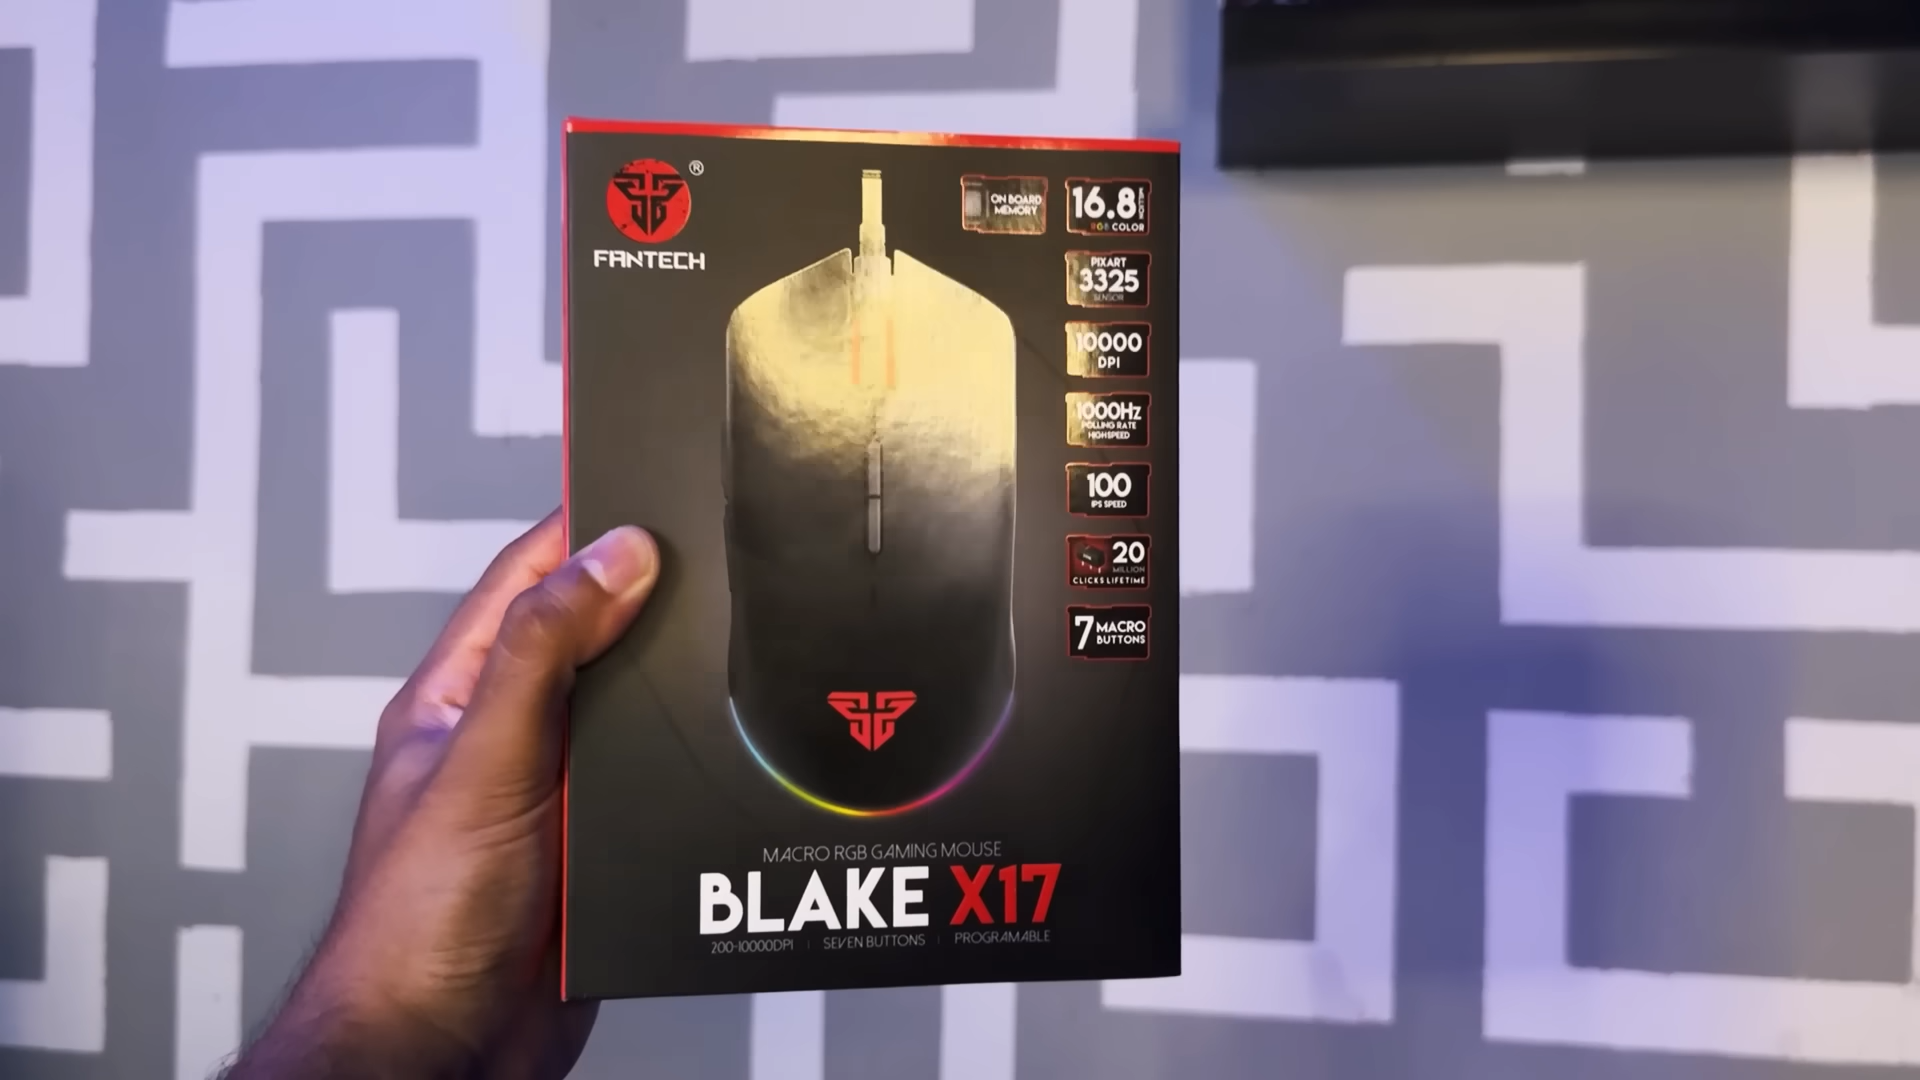 ®
FANTECH
ON BOARD
MEMORY
16.8 MILLION
RGB COLOR
PIXART
3325
SENSOR
10000
DPI
1000Hz
POLLING RATE
HIGHSPEED
100
IPS SPEED
20
MILLION
CLICKS LIFETIME
7 MACRO
BUTTONS
MACRO RGB GAMING MOUSE
BLAKE X17
200-10000DPI | SEVEN BUTTONS | PROGRAMABLE